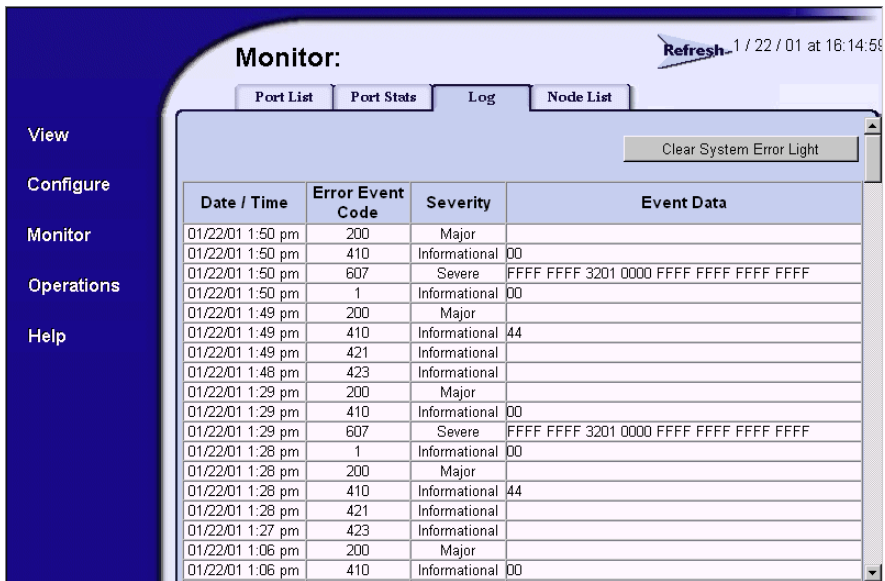 Monitor:
Refresh 1 / 22 / 01 at 16:14:59
Port List Port Stats Log Node List
View
Configure
Monitor
Operations
Help
Clear System Error Light
Date / Time Error Event Code Severity Event Data
01/22/01 1:50 pm 200 Major
01/22/01 1:50 pm 410 Informational 00
01/22/01 1:50 pm 607 Severe FFFF FFFF 3201 0000 FFFF FFFF FFFF FFFF
01/22/01 1:50 pm 1 Informational 00
01/22/01 1:49 pm 200 Major
01/22/01 1:49 pm 410 Informational 44
01/22/01 1:49 pm 421 Informational
01/22/01 1:48 pm 423 Informational
01/22/01 1:29 pm 200 Major
01/22/01 1:29 pm 410 Informational 00
01/22/01 1:29 pm 607 Severe FFFF FFFF 3201 0000 FFFF FFFF FFFF FFFF
01/22/01 1:28 pm 1 Informational 00
01/22/01 1:28 pm 200 Major
01/22/01 1:28 pm 410 Informational 44
01/22/01 1:28 pm 421 Informational
01/22/01 1:27 pm 423 Informational
01/22/01 1:06 pm 200 Major
01/22/01 1:06 pm 410 Informational 00